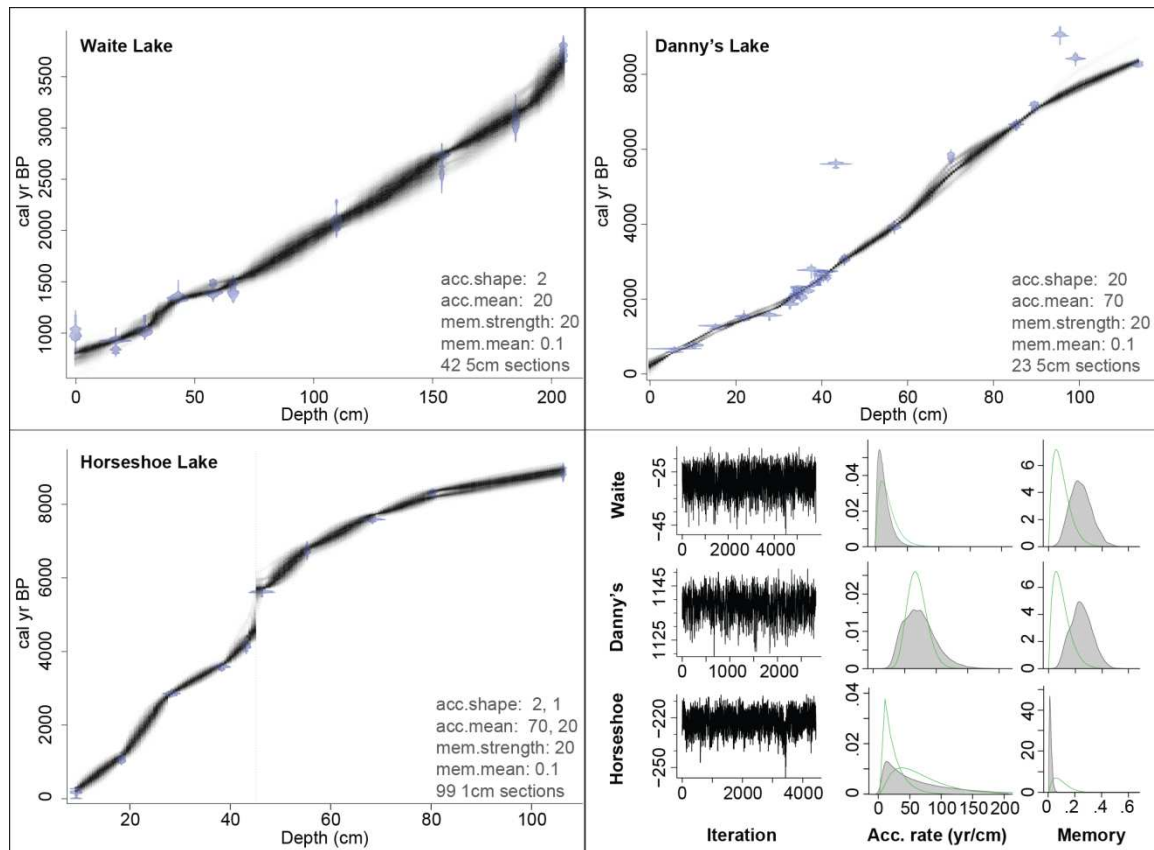 Waite Lake
cal yr BP
1000 1500 2000 2500 3000 3500
acc.shape: 2
acc.mean: 20
mem.strength: 20
mem.mean: 0.1
42 5cm sections
0 50 100 150 200
Depth (cm)
Danny's Lake
cal yr BP
0 2000 4000 6000 8000
acc.shape: 20
acc.mean: 70
mem.strength: 20
mem.mean: 0.1
23 5cm sections
0 20 40 60 80 100
Depth (cm)
Horseshoe Lake
cal yr BP
0 2000 4000 6000 8000
acc.shape: 2, 1
acc.mean: 70, 20
mem.strength: 20
mem.mean: 0.1
99 1cm sections
20 40 60 80 100
Depth (cm)
Waite
-45 -25
0 2000 4000
0 .02 .04
0 2 4 6
Danny's
1125 1145
0 1000 2000
0 .01 .02
0 2 4 6
Horseshoe
-250 -220
0 2000 4000
0 .02 .04
0 20 40
0 50 100 150 200
0 .2 .4 .6
Iteration
Acc. rate (yr/cm)
Memory